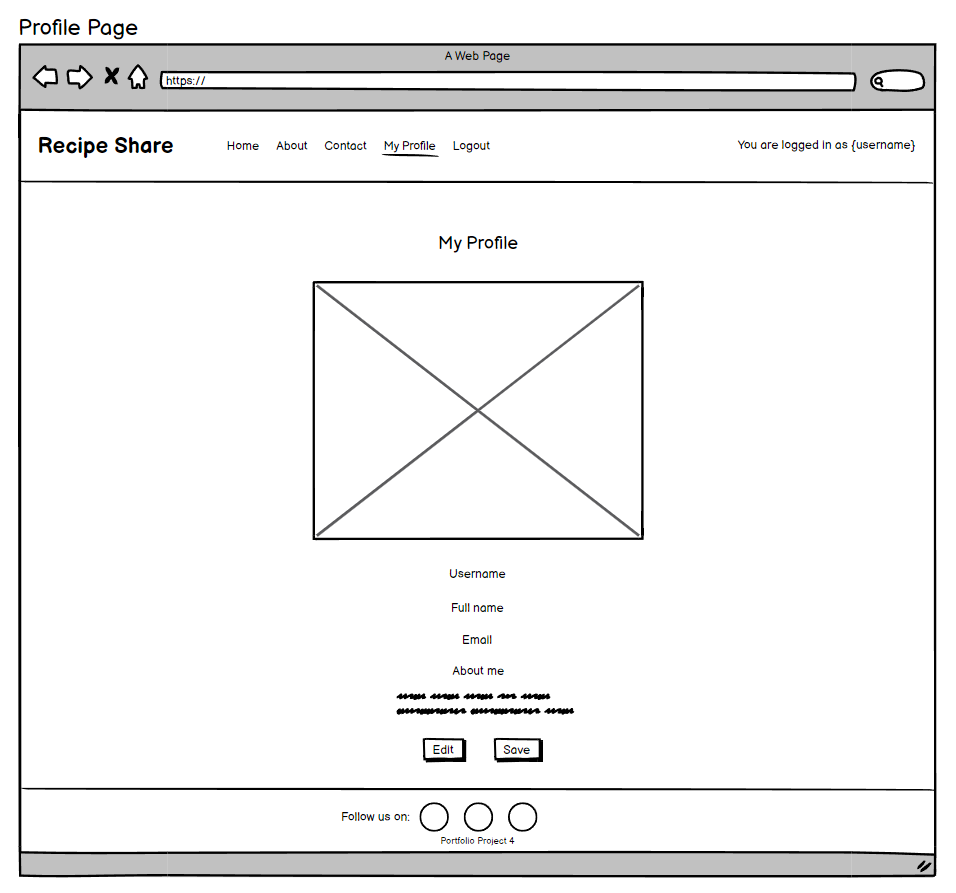 Profile Page
A Web Page
https://
Recipe Share Home About Contact My Profile Logout You are logged in as {username}
My Profile
Username
Full name
Email
About me
Edit Save
Follow us on:
Portfolio Project 4